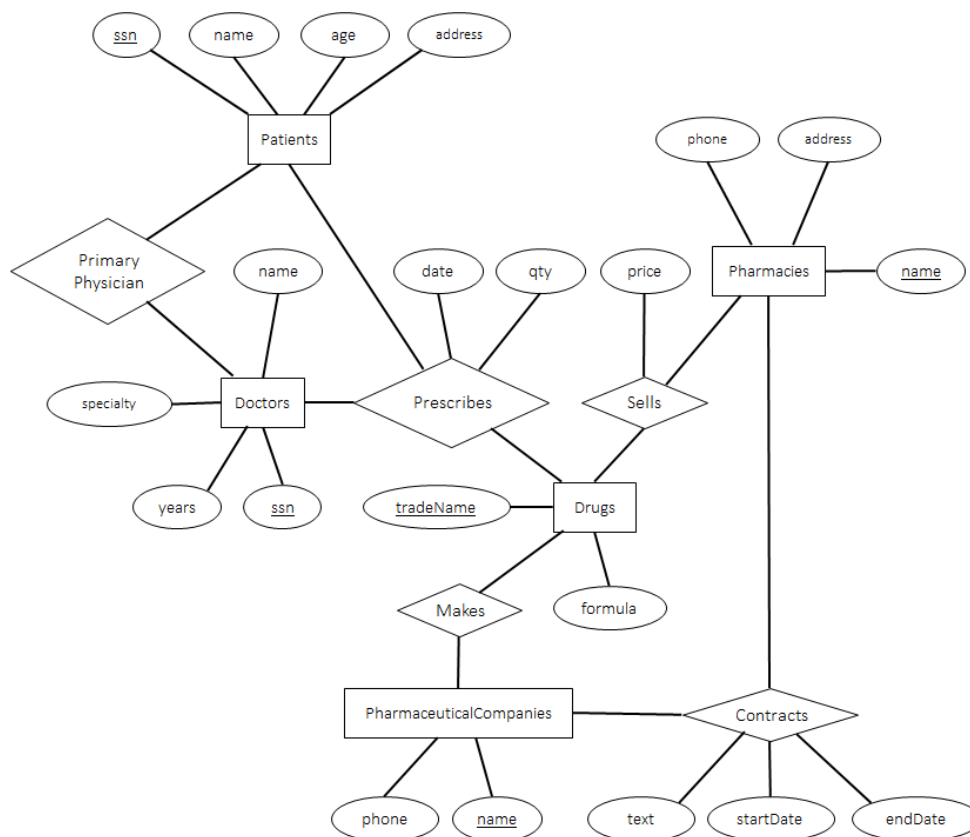 ssn
name
age
address
Patients
phone
address
Primary
Physician
name
date
qty
price
Pharmacies
name
specialty
Doctors
Prescribes
Sells
years
ssn
tradeName
Drugs
Makes
formula
PharmaceuticalCompanies
Contracts
phone
name
text
startDate
endDate